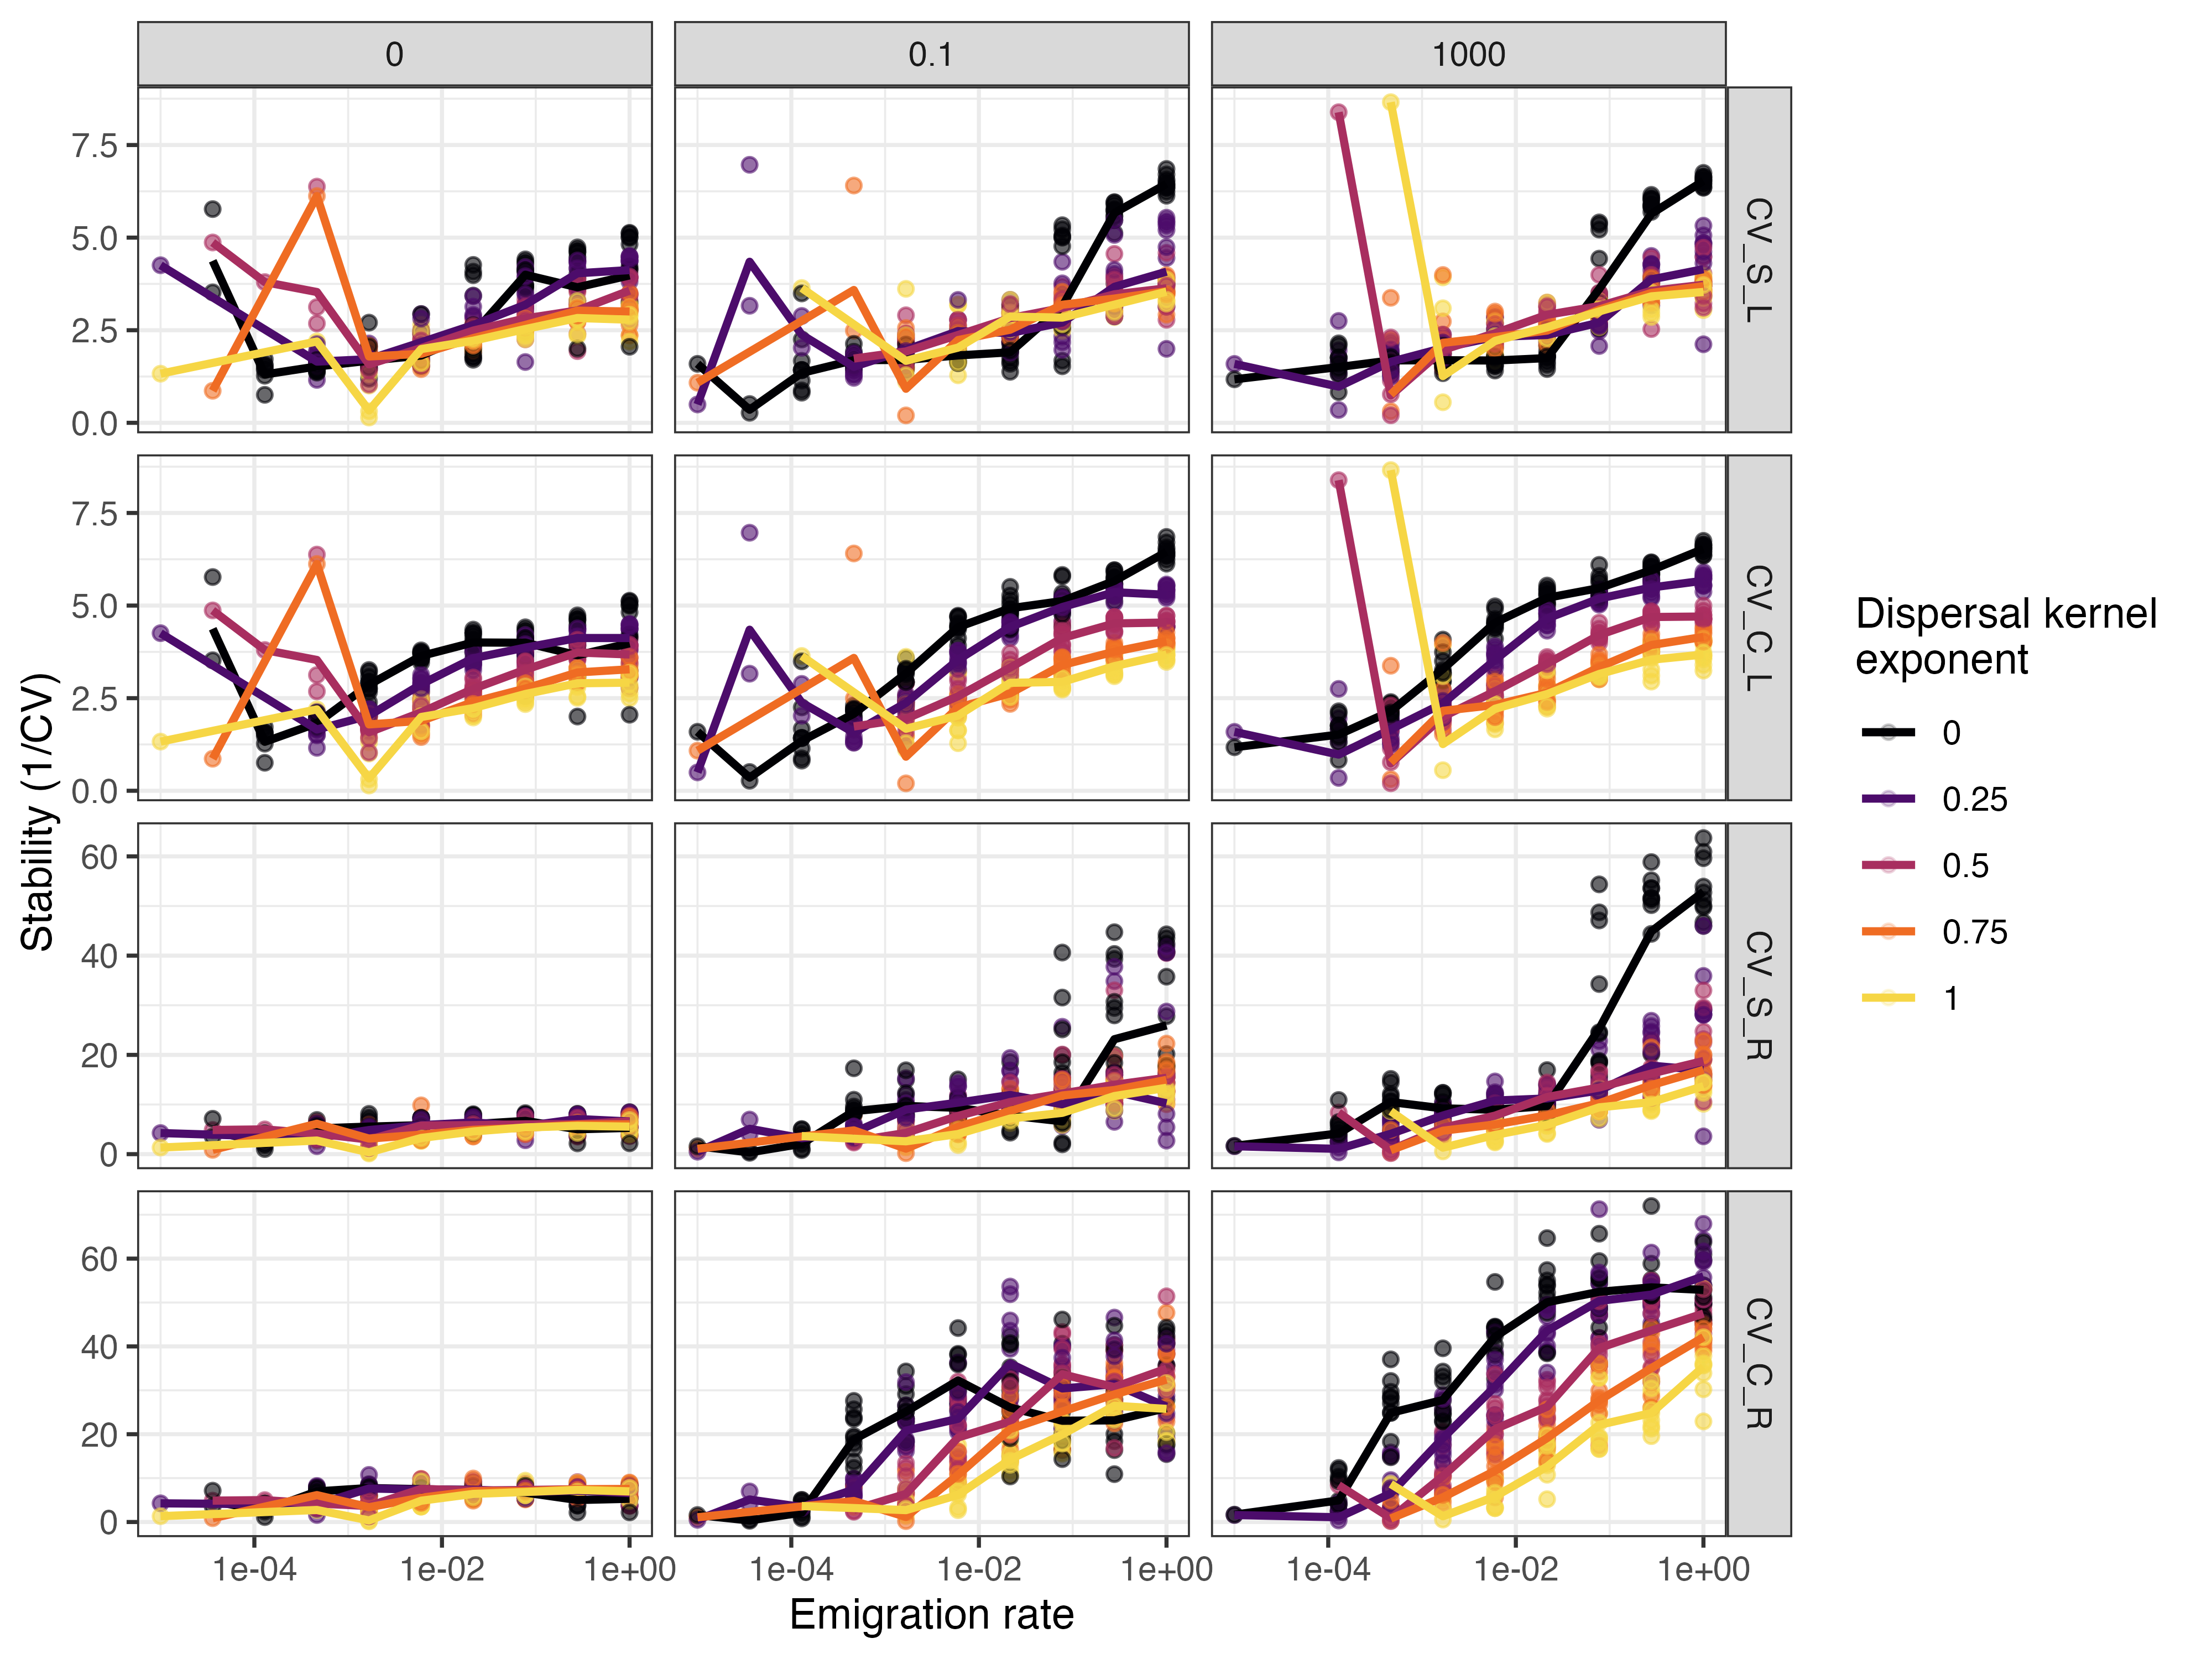 0
0.1
1000
7.5
5.0
2.5
0.0
CV_S_L
7.5
5.0
2.5
0.0
CV_C_L
60
40
20
0
CV_S_R
60
40
20
0
CV_C_R
1e-04
1e-02
1e+00
1e-04
1e-02
1e+00
1e-04
1e-02
1e+00
Emigration rate
Stability (1/CV)
Dispersal kernel
exponent
0
0.25
0.5
0.75
1